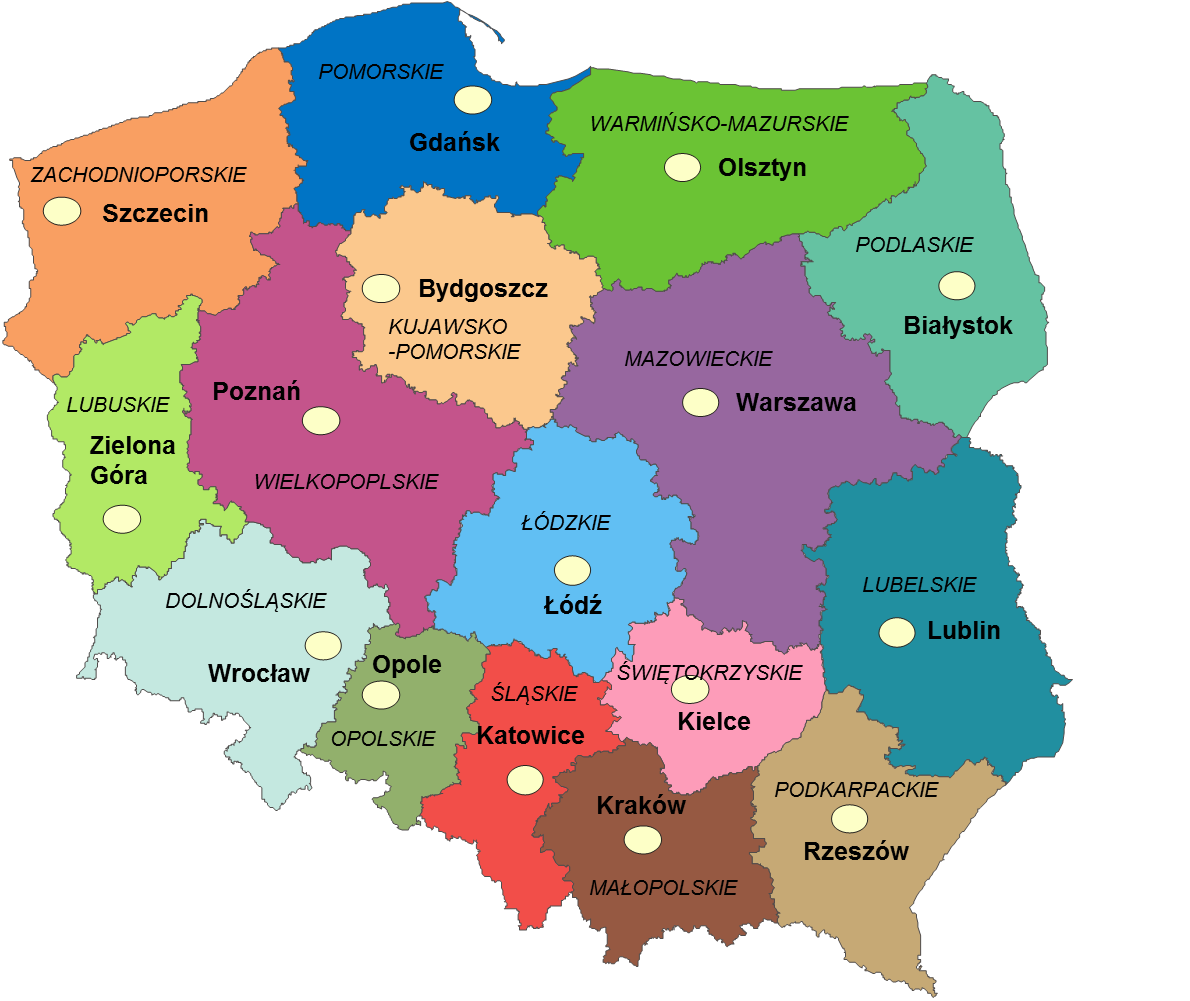 POMORSKIE
Gdańsk
WARMIŃSKO-MAZURSKIE
Olsztyn
ZACHODNIOPORSKIE
Szczecin
PODLASKIE
Białystok
Bydgoszcz
KUJAWSKO
-POMORSKIE
MAZOWIECKIE
Warszawa
LUBUSKIE
Zielona
Góra
Poznań
WIELKOPOPLSKIE
ŁÓDZKIE
Łódź
LUBELSKIE
Lublin
DOLNOŚLĄSKIE
Wrocław
Opole
OPOLSKIE
ŚLĄSKIE
Katowice
ŚWIĘTOKRZYSKIE
Kielce
Kraków
MAŁOPOLSKIE
PODKARPACKIE
Rzeszów